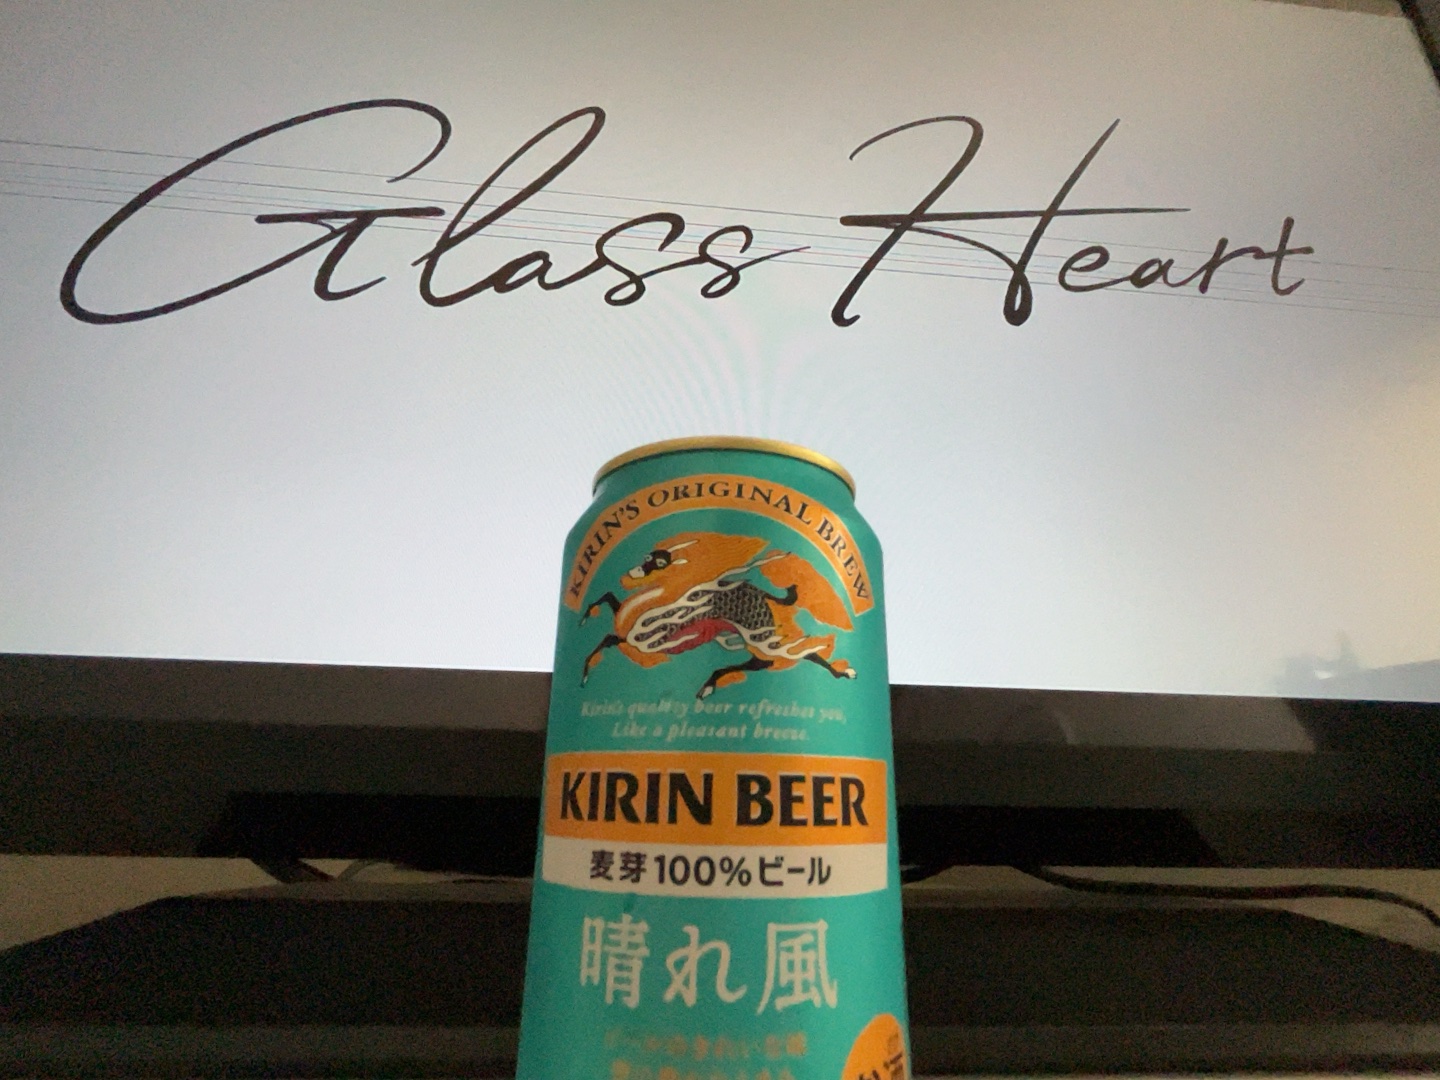 Glass Heart
KIRIN'S ORIGINAL BREW
Kirin's quality beer refreshes you,
Like a pleasant breeze.
KIRIN BEER
麦芽100%ビール
晴れ風